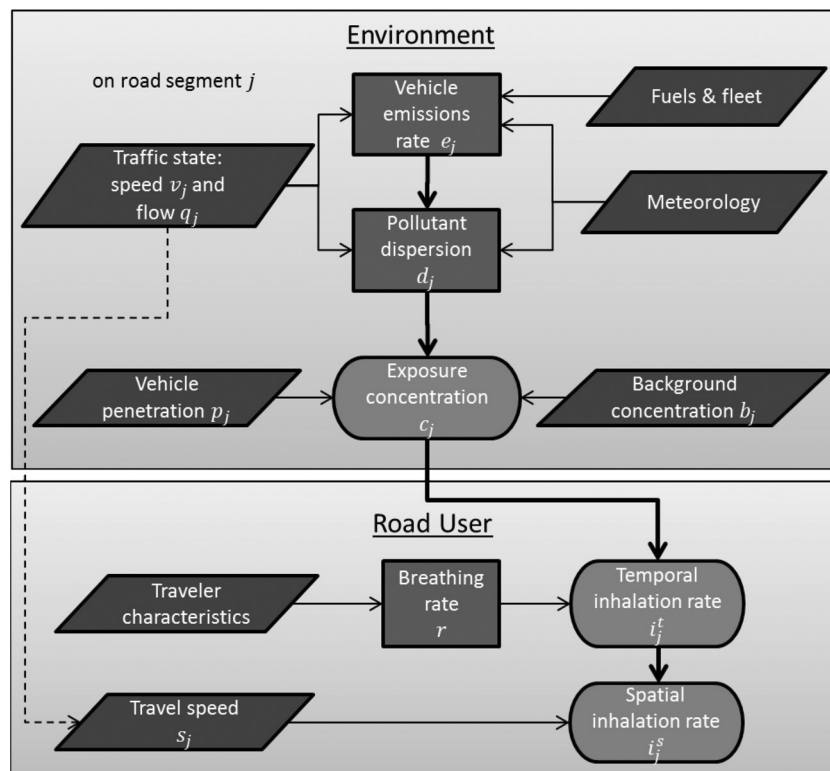 Environment
on road segment j
Vehicle
emissions
rate e_j
Fuels & fleet
Traffic state:
speed v_j and
flow q_j
Meteorology
Pollutant
dispersion
d_j
Vehicle
penetration p_j
Exposure
concentration
c_j
Background
concentration b_j
Road User
Traveler
characteristics
Breathing
rate
r
Temporal
inhalation rate
i_j^t
Travel speed
s_j
Spatial
inhalation rate
i_j^s